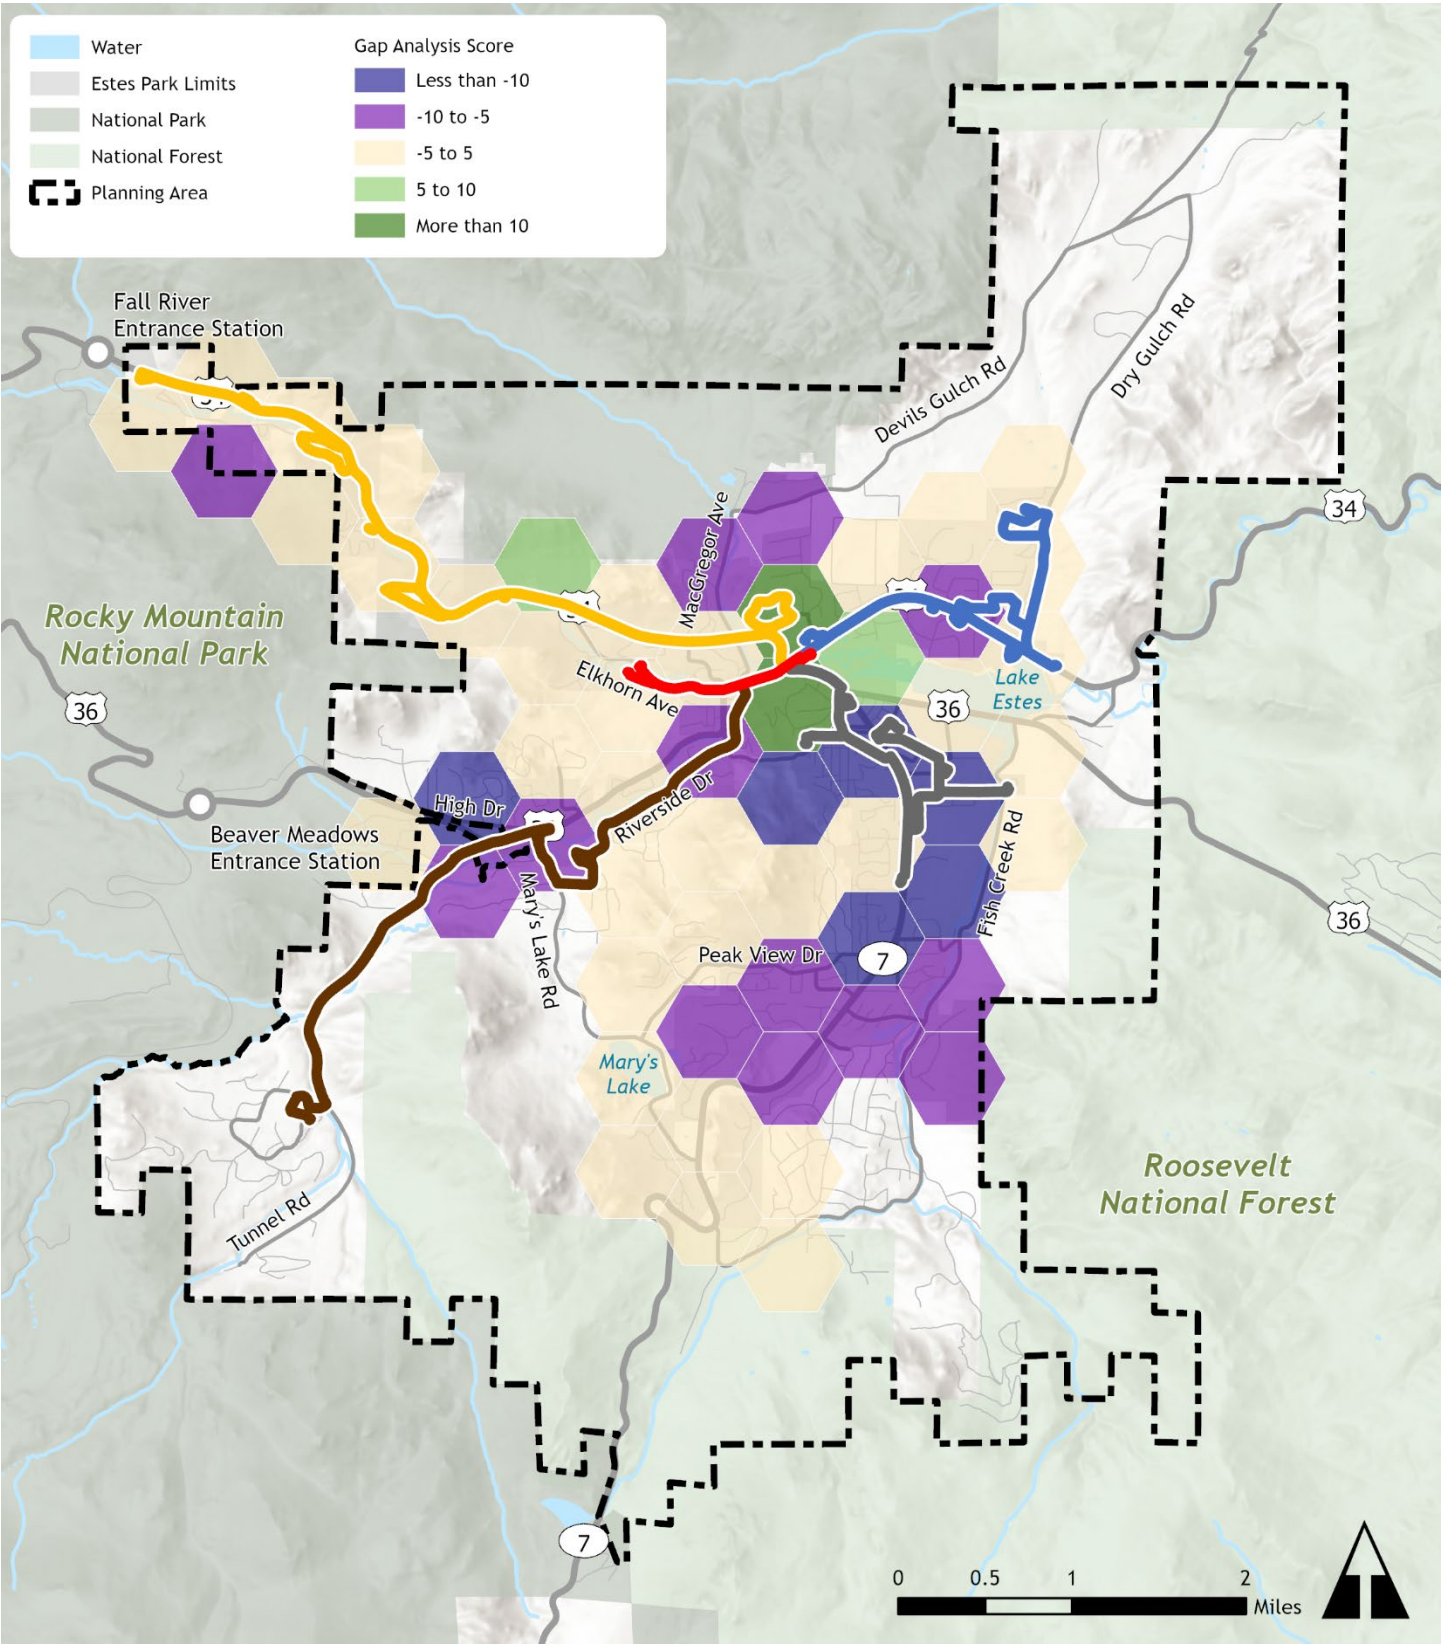 Water
Estes Park Limits
National Park
National Forest
Planning Area
Gap Analysis Score
Less than -10
-10 to -5
-5 to 5
5 to 10
More than 10
Fall River
Entrance Station
Devils Gulch Rd
Dry Gulch Rd
34
MacGregor Ave
Rocky Mountain
National Park
36
Elkhorn Ave
Lake
Estes
36
High Dr
Riverside Dr
Beaver Meadows
Entrance Station
Mary's Lake Rd
Fish Creek Rd
36
Peak View Dr
7
Mary's
Lake
Roosevelt
National Forest
Tunnel Rd
7
0
0.5
1
2
Miles